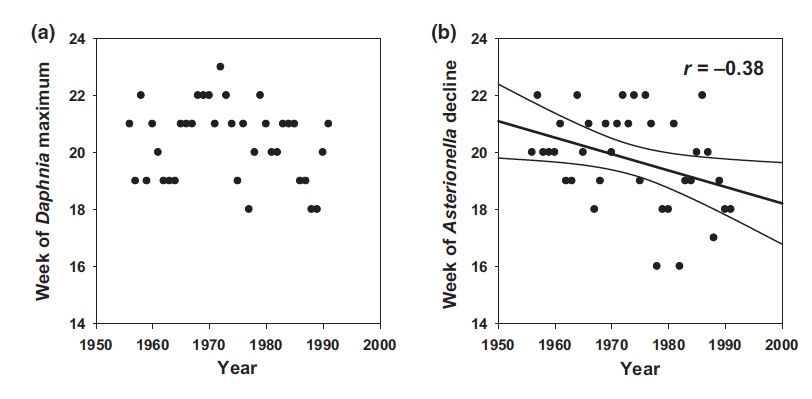 (a)
Week of Daphnia maximum
24
22
20
18
16
14
1950 1960 1970 1980 1990 2000
Year
(b)
Week of Asterionella decline
24
22
20
18
16
14
r = –0.38
1950 1960 1970 1980 1990 2000
Year